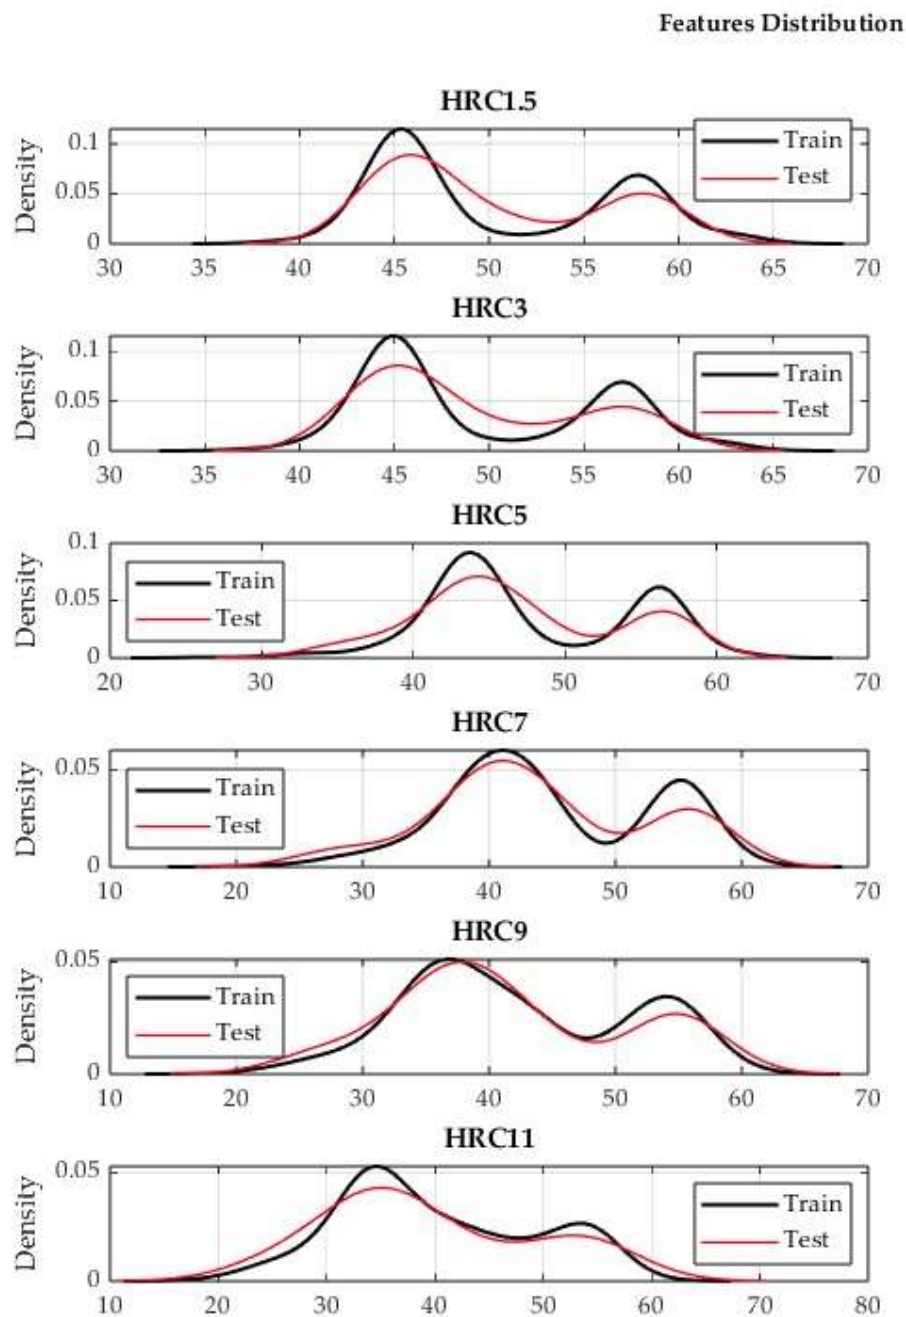 Features Distribution
HRC1.5
Density
0.1
0.05
0
Train
Test
30 35 40 45 50 55 60 65 70
HRC3
Density
0.1
0.05
0
Train
Test
30 35 40 45 50 55 60 65 70
HRC5
Density
0.1
0.05
0
Train
Test
20 30 40 50 60 70
HRC7
Density
0.05
0
Train
Test
10 20 30 40 50 60 70
HRC9
Density
0.05
0
Train
Test
10 20 30 40 50 60 70
HRC11
Density
0.05
0
Train
Test
10 20 30 40 50 60 70 80